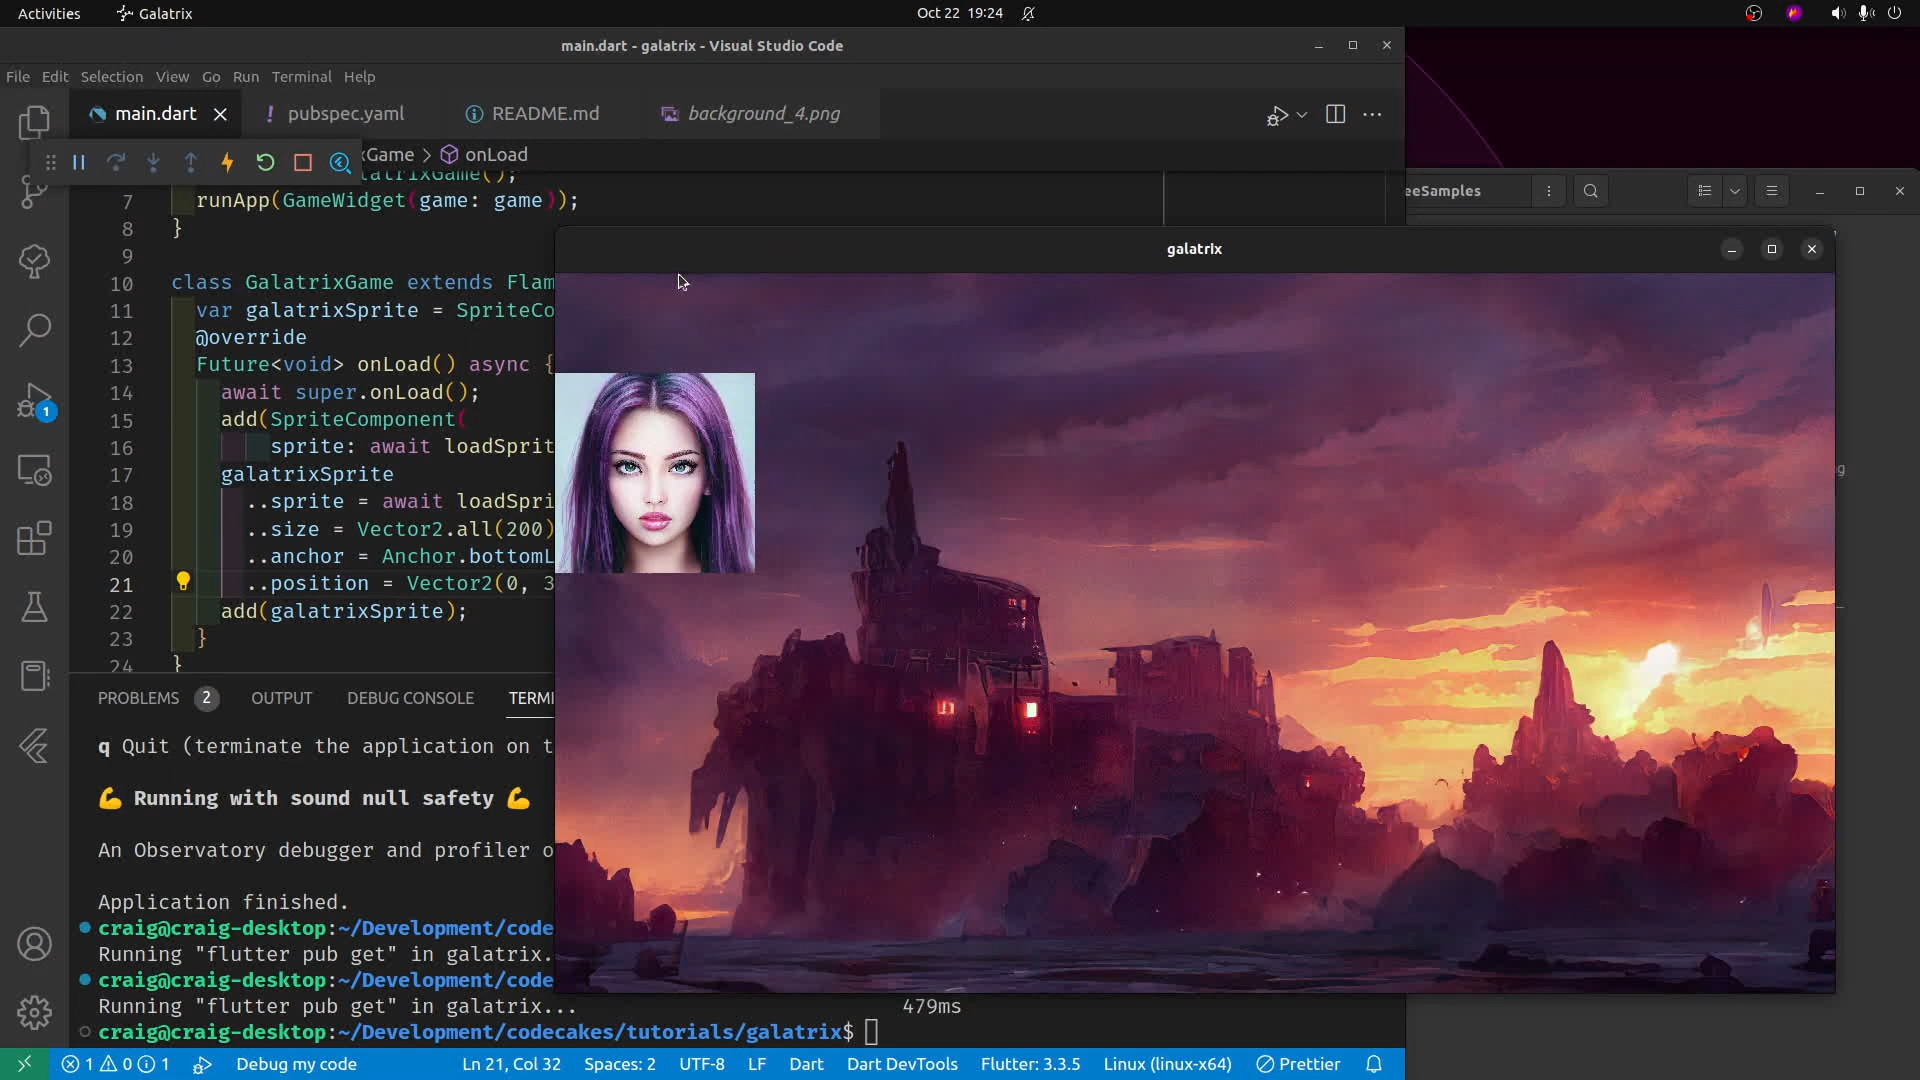 Activities Galatrix Oct 22 19:24
main.dart - galatrix - Visual Studio Code
File Edit Selection View Go Run Terminal Help
main.dart pubspec.yaml README.md background_4.png
Game > onLoad
eeSamples
7 runApp(GameWidget(game: game));
8 }
9
galatrix
10 class GalatrixGame extends Flam
11 var galatrixSprite = SpriteCo
12 @override
13 Future<void> onLoad() async {
14 await super.onLoad();
15 add(SpriteComponent(
16 sprite: await loadSprit
17 galatrixSprite
18 ..sprite = await loadSpri
19 ..size = Vector2.all(200)
20 ..anchor = Anchor.bottomL
21 ..position = Vector2(0, 3
22 add(galatrixSprite);
23 }
24 }
1
PROBLEMS 2 OUTPUT DEBUG CONSOLE TERMI
q Quit (terminate the application on t
💪 Running with sound null safety 💪
An Observatory debugger and profiler o
Application finished.
craig@craig-desktop:~/Development/code
Running "flutter pub get" in galatrix.
craig@craig-desktop:~/Development/code
Running "flutter pub get" in galatrix... 479ms
craig@craig-desktop:~/Development/codecakes/tutorials/galatrix$
1 0 1 Debug my code Ln 21, Col 32 Spaces: 2 UTF-8 LF Dart Dart DevTools Flutter: 3.3.5 Linux (linux-x64) Prettier